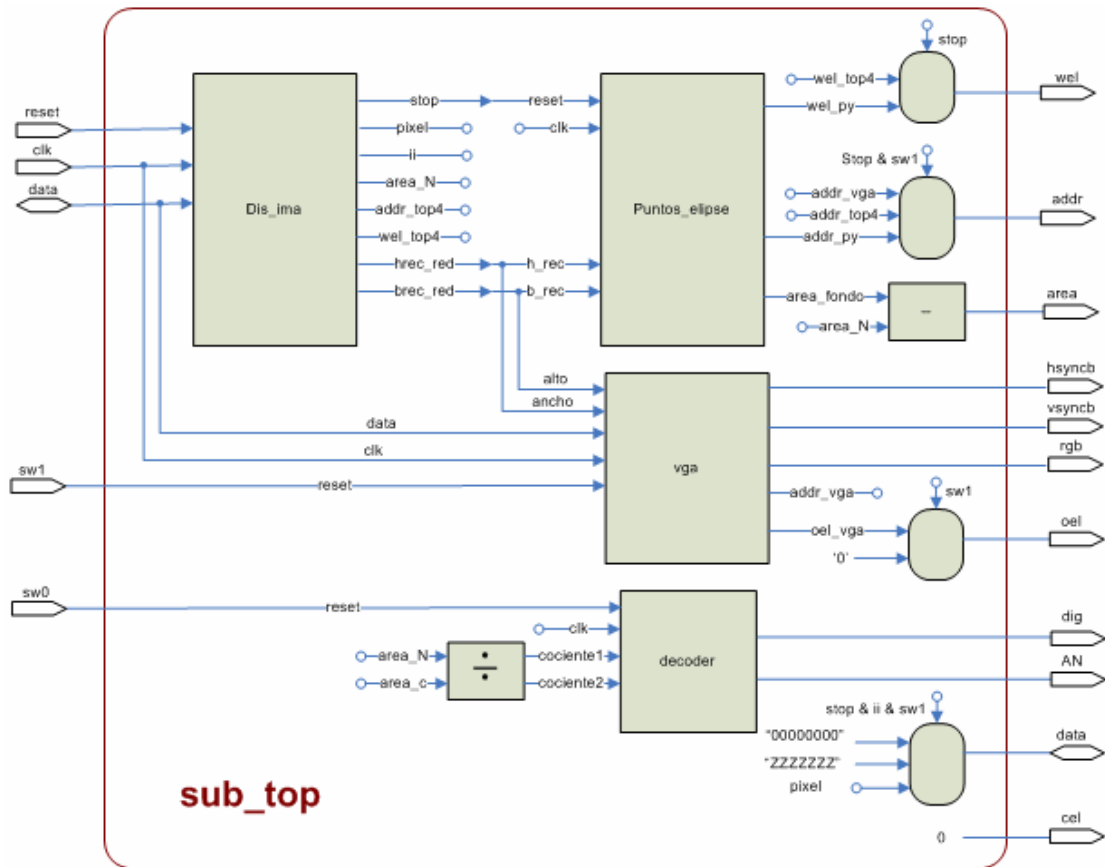 stop
wel_top4
wel
wel_py
reset
clk
data
Dis_ima
stop
pixel
ii
area_N
addr_top4
wel_top4
hrec_red
brec_red
reset
clk
h_rec
b_rec
Puntos_elipse
Stop & sw1
addr_vga
addr_top4
addr_py
addr
area_fondo
area_N
–
area
alto
ancho
data
clk
sw1
reset
vga
hsyncb
vsyncb
rgb
addr_vga
sw1
oel_vga
'0'
oel
sw0
reset
clk
area_N
area_c
÷
cociente1
cociente2
decoder
dig
AN
stop & ii & sw1
"00000000"
"ZZZZZZZ"
pixel
data
sub_top
0
cel